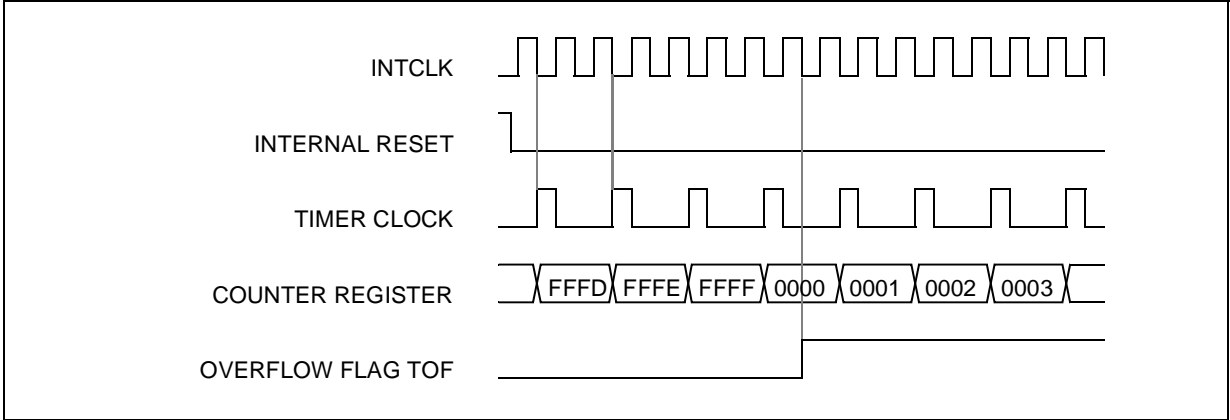 INTCLK
INTERNAL RESET
TIMER CLOCK
COUNTER REGISTER FFFD FFFE FFFF 0000 0001 0002 0003
OVERFLOW FLAG TOF